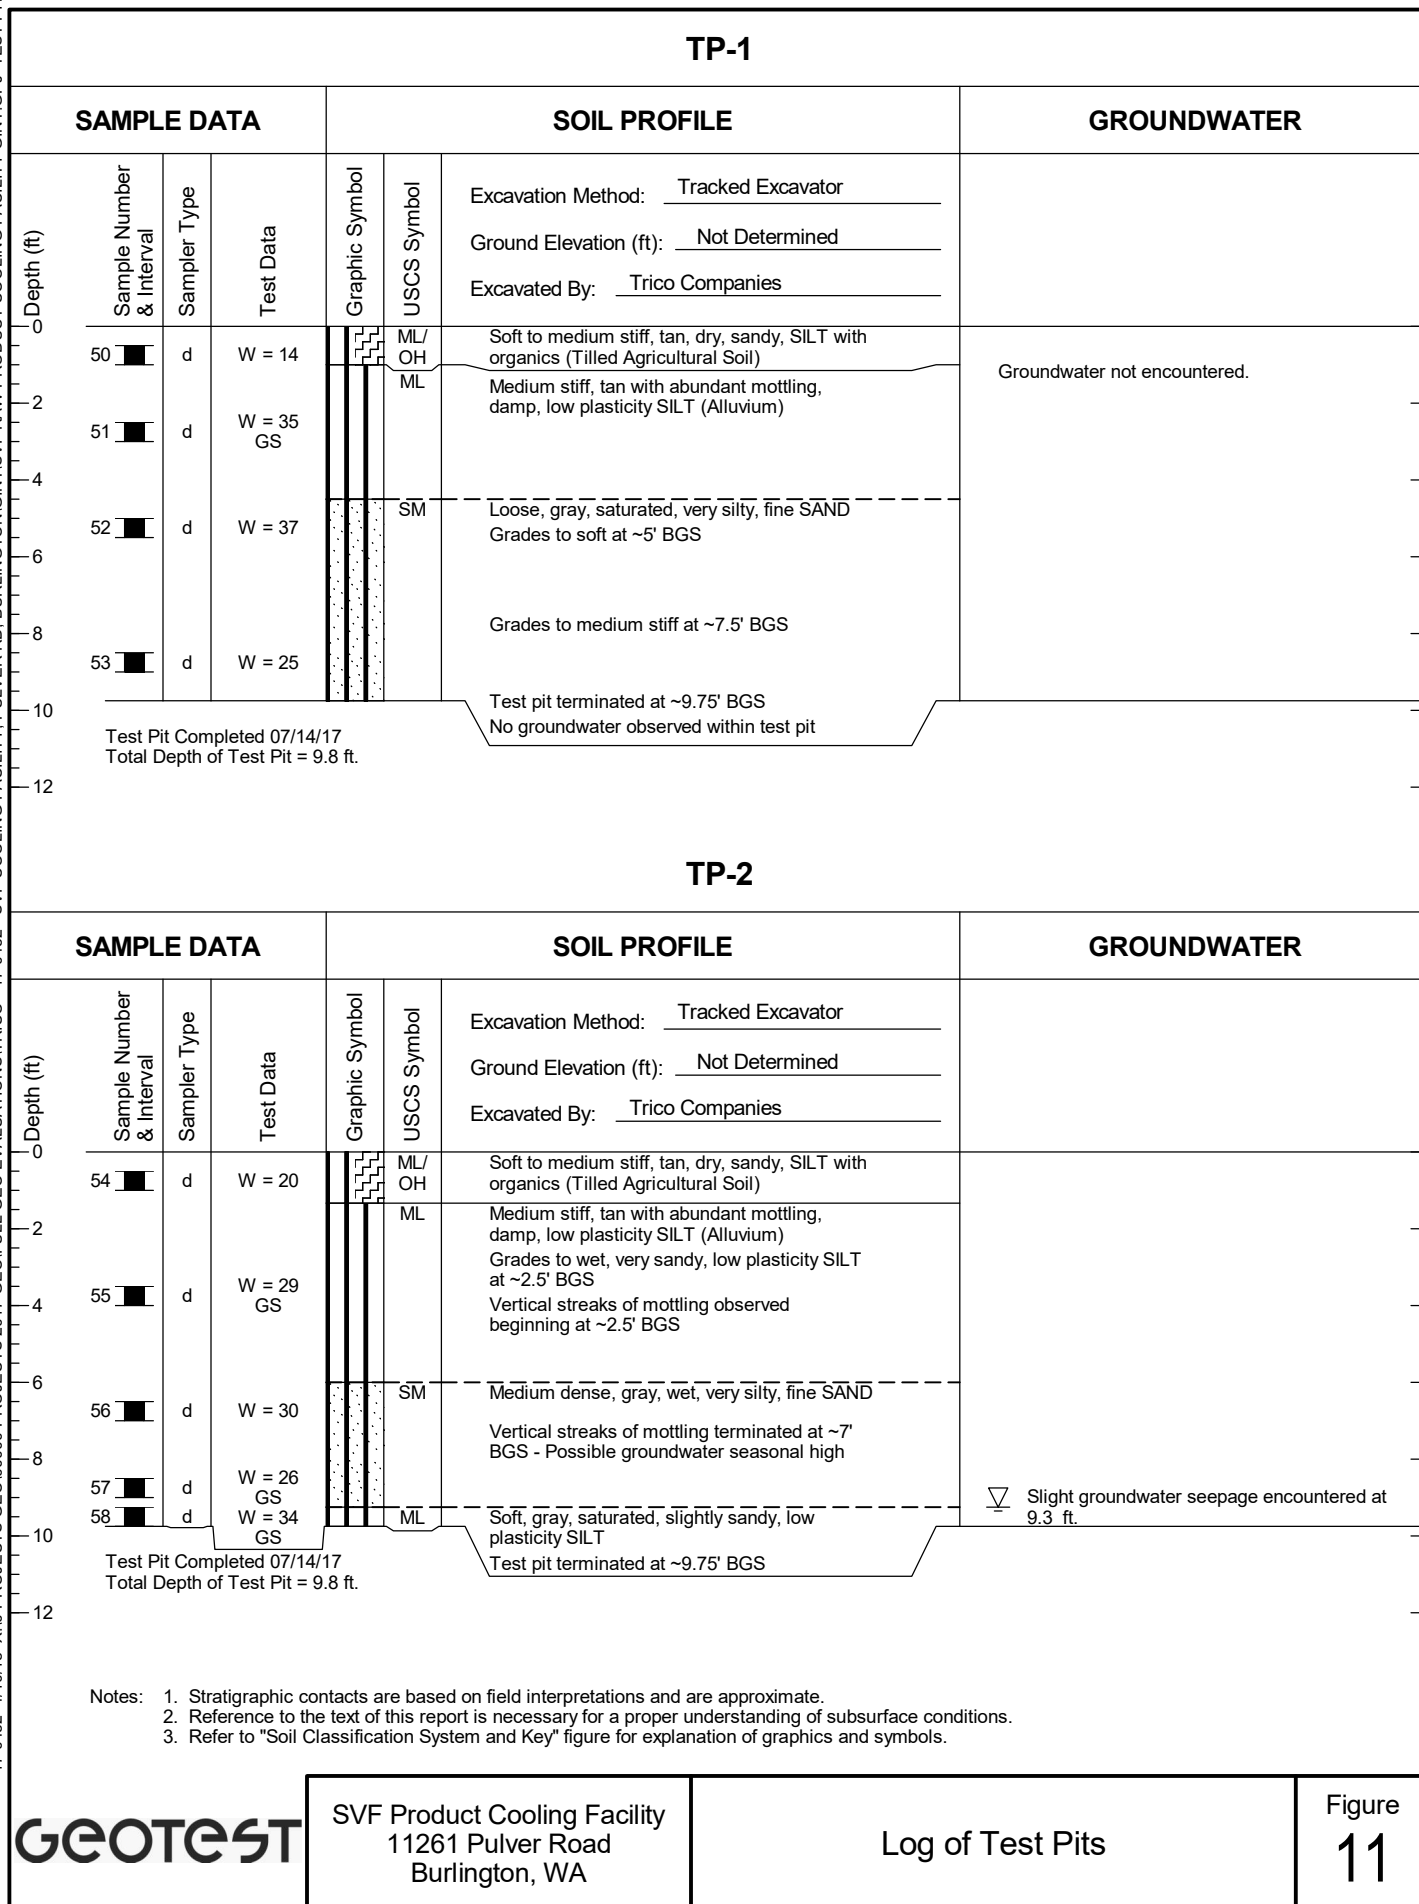 TP-1
SAMPLE DATA
SOIL PROFILE
GROUNDWATER
Depth (ft)
Sample Number
& Interval
Sampler Type
Test Data
Graphic Symbol
USCS Symbol
Excavation Method: Tracked Excavator
Ground Elevation (ft): Not Determined
Excavated By: Trico Companies
0
2
4
6
8
10
12
50 d W = 14
51 d W = 35
GS
52 d W = 37
53 d W = 25
ML/
OH
Soft to medium stiff, tan, dry, sandy, SILT with
organics (Tilled Agricultural Soil)
ML
Medium stiff, tan with abundant mottling,
damp, low plasticity SILT (Alluvium)
SM
Loose, gray, saturated, very silty, fine SAND
Grades to soft at ~5' BGS
Grades to medium stiff at ~7.5' BGS
Test pit terminated at ~9.75' BGS
No groundwater observed within test pit
Groundwater not encountered.
Test Pit Completed 07/14/17
Total Depth of Test Pit = 9.8 ft.
TP-2
SAMPLE DATA
SOIL PROFILE
GROUNDWATER
Depth (ft)
Sample Number
& Interval
Sampler Type
Test Data
Graphic Symbol
USCS Symbol
Excavation Method: Tracked Excavator
Ground Elevation (ft): Not Determined
Excavated By: Trico Companies
0
2
4
6
8
10
12
54 d W = 20
55 d W = 29
GS
56 d W = 30
57 d W = 26
GS
58 d W = 34
GS
ML/
OH
Soft to medium stiff, tan, dry, sandy, SILT with
organics (Tilled Agricultural Soil)
ML
Medium stiff, tan with abundant mottling,
damp, low plasticity SILT (Alluvium)
Grades to wet, very sandy, low plasticity SILT
at ~2.5' BGS
Vertical streaks of mottling observed
beginning at ~2.5' BGS
SM
Medium dense, gray, wet, very silty, fine SAND
Vertical streaks of mottling terminated at ~7'
BGS - Possible groundwater seasonal high
ML
Soft, gray, saturated, slightly sandy, low
plasticity SILT
Test pit terminated at ~9.75' BGS
Slight groundwater seepage encountered at
9.3 ft.
Test Pit Completed 07/14/17
Total Depth of Test Pit = 9.8 ft.
Notes: 1. Stratigraphic contacts are based on field interpretations and are approximate.
2. Reference to the text of this report is necessary for a proper understanding of subsurface conditions.
3. Refer to "Soil Classification System and Key" figure for explanation of graphics and symbols.
GEOTEST
SVF Product Cooling Facility
11261 Pulver Road
Burlington, WA
Log of Test Pits
Figure
11